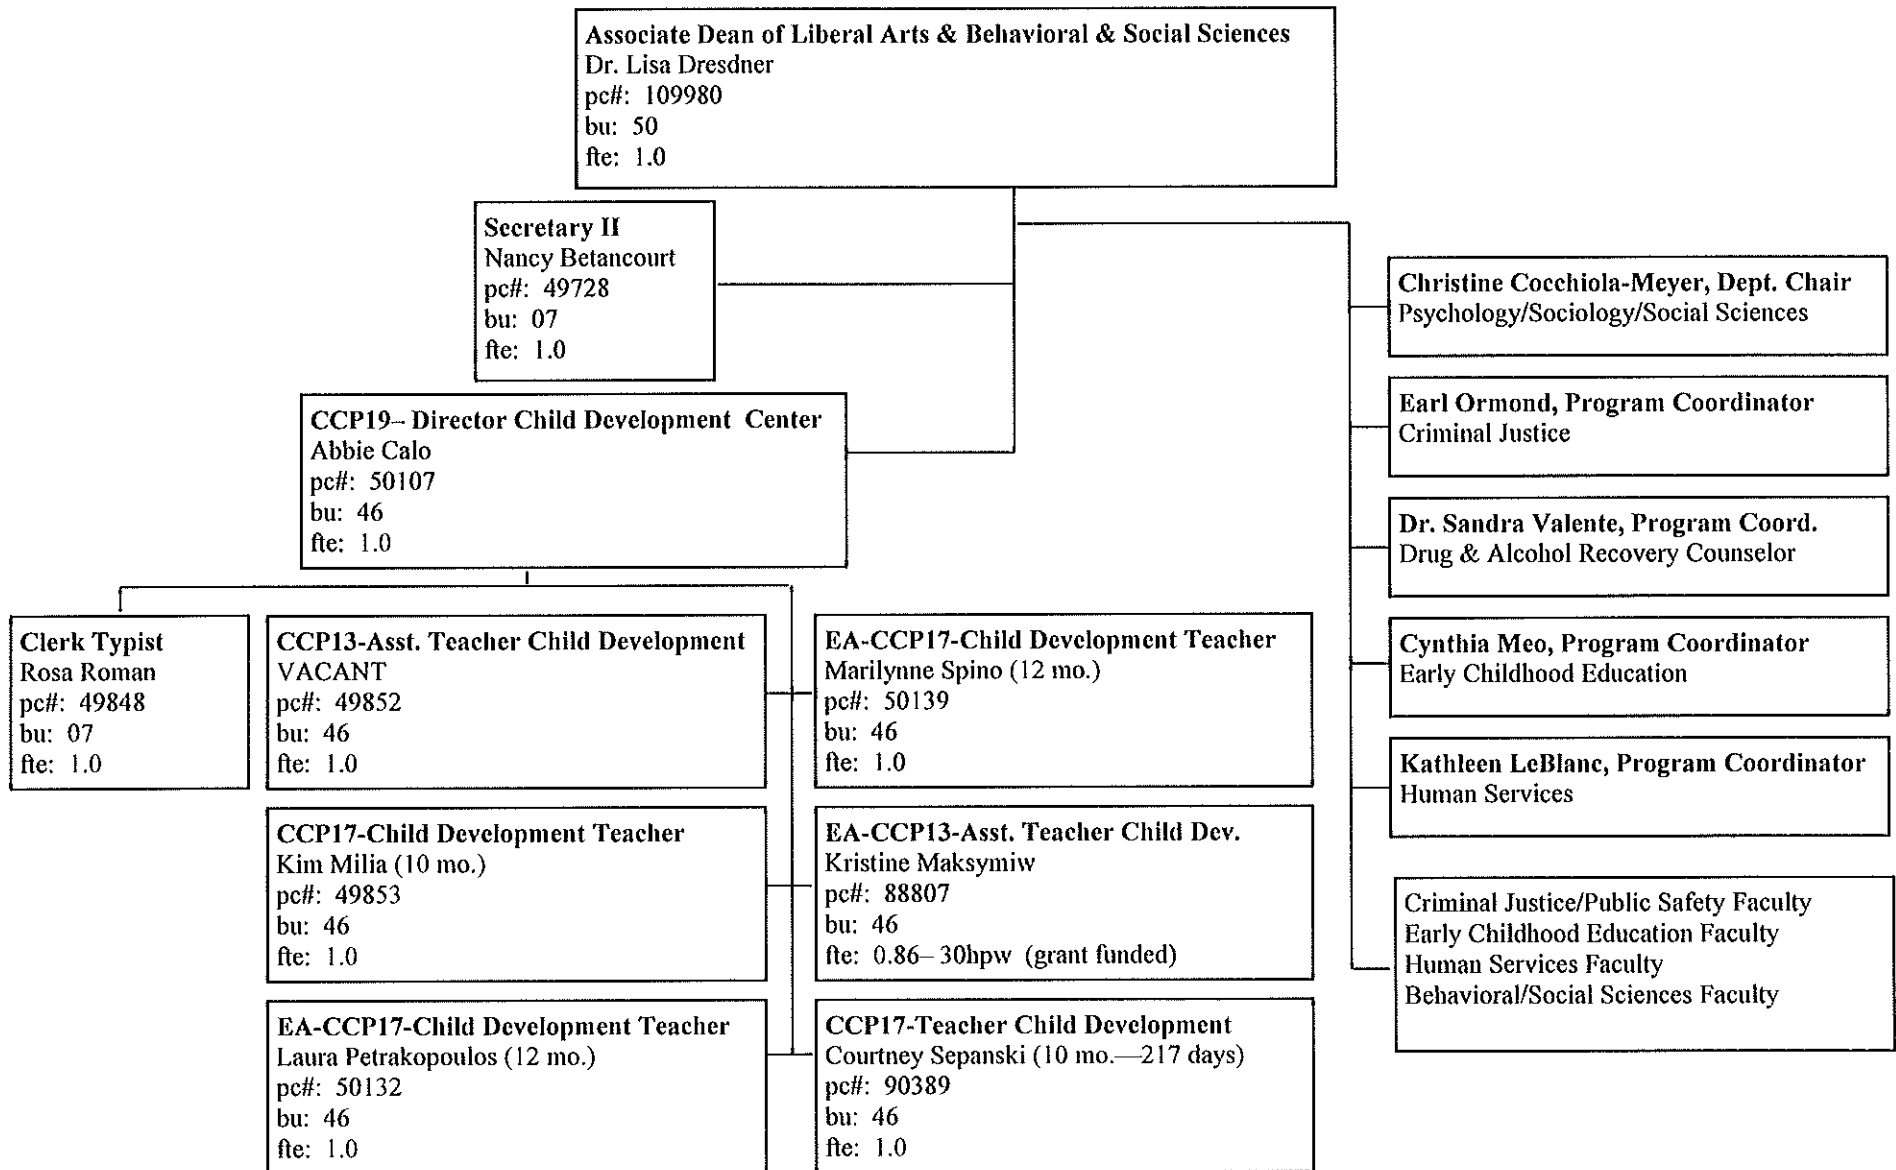 Associate Dean of Liberal Arts & Behavioral & Social Sciences
Dr. Lisa Dresdner
pc#: 109980
bu: 50
fte: 1.0
Secretary II
Nancy Betancourt
pc#: 49728
bu: 07
fte: 1.0
CCP19– Director Child Development Center
Abbie Calo
pc#: 50107
bu: 46
fte: 1.0
Clerk Typist
Rosa Roman
pc#: 49848
bu: 07
fte: 1.0
CCP13-Asst. Teacher Child Development
VACANT
pc#: 49852
bu: 46
fte: 1.0
EA-CCP17-Child Development Teacher
Marilynne Spino (12 mo.)
pc#: 50139
bu: 46
fte: 1.0
CCP17-Child Development Teacher
Kim Milia (10 mo.)
pc#: 49853
bu: 46
fte: 1.0
EA-CCP13-Asst. Teacher Child Dev.
Kristine Maksymiw
pc#: 88807
bu: 46
fte: 0.86– 30hpw (grant funded)
EA-CCP17-Child Development Teacher
Laura Petrakopoulos (12 mo.)
pc#: 50132
bu: 46
fte: 1.0
CCP17-Teacher Child Development
Courtney Sepanski (10 mo.—217 days)
pc#: 90389
bu: 46
fte: 1.0
Christine Cocchiola-Meyer, Dept. Chair
Psychology/Sociology/Social Sciences
Earl Ormond, Program Coordinator
Criminal Justice
Dr. Sandra Valente, Program Coord.
Drug & Alcohol Recovery Counselor
Cynthia Meo, Program Coordinator
Early Childhood Education
Kathleen LeBlanc, Program Coordinator
Human Services
Criminal Justice/Public Safety Faculty
Early Childhood Education Faculty
Human Services Faculty
Behavioral/Social Sciences Faculty